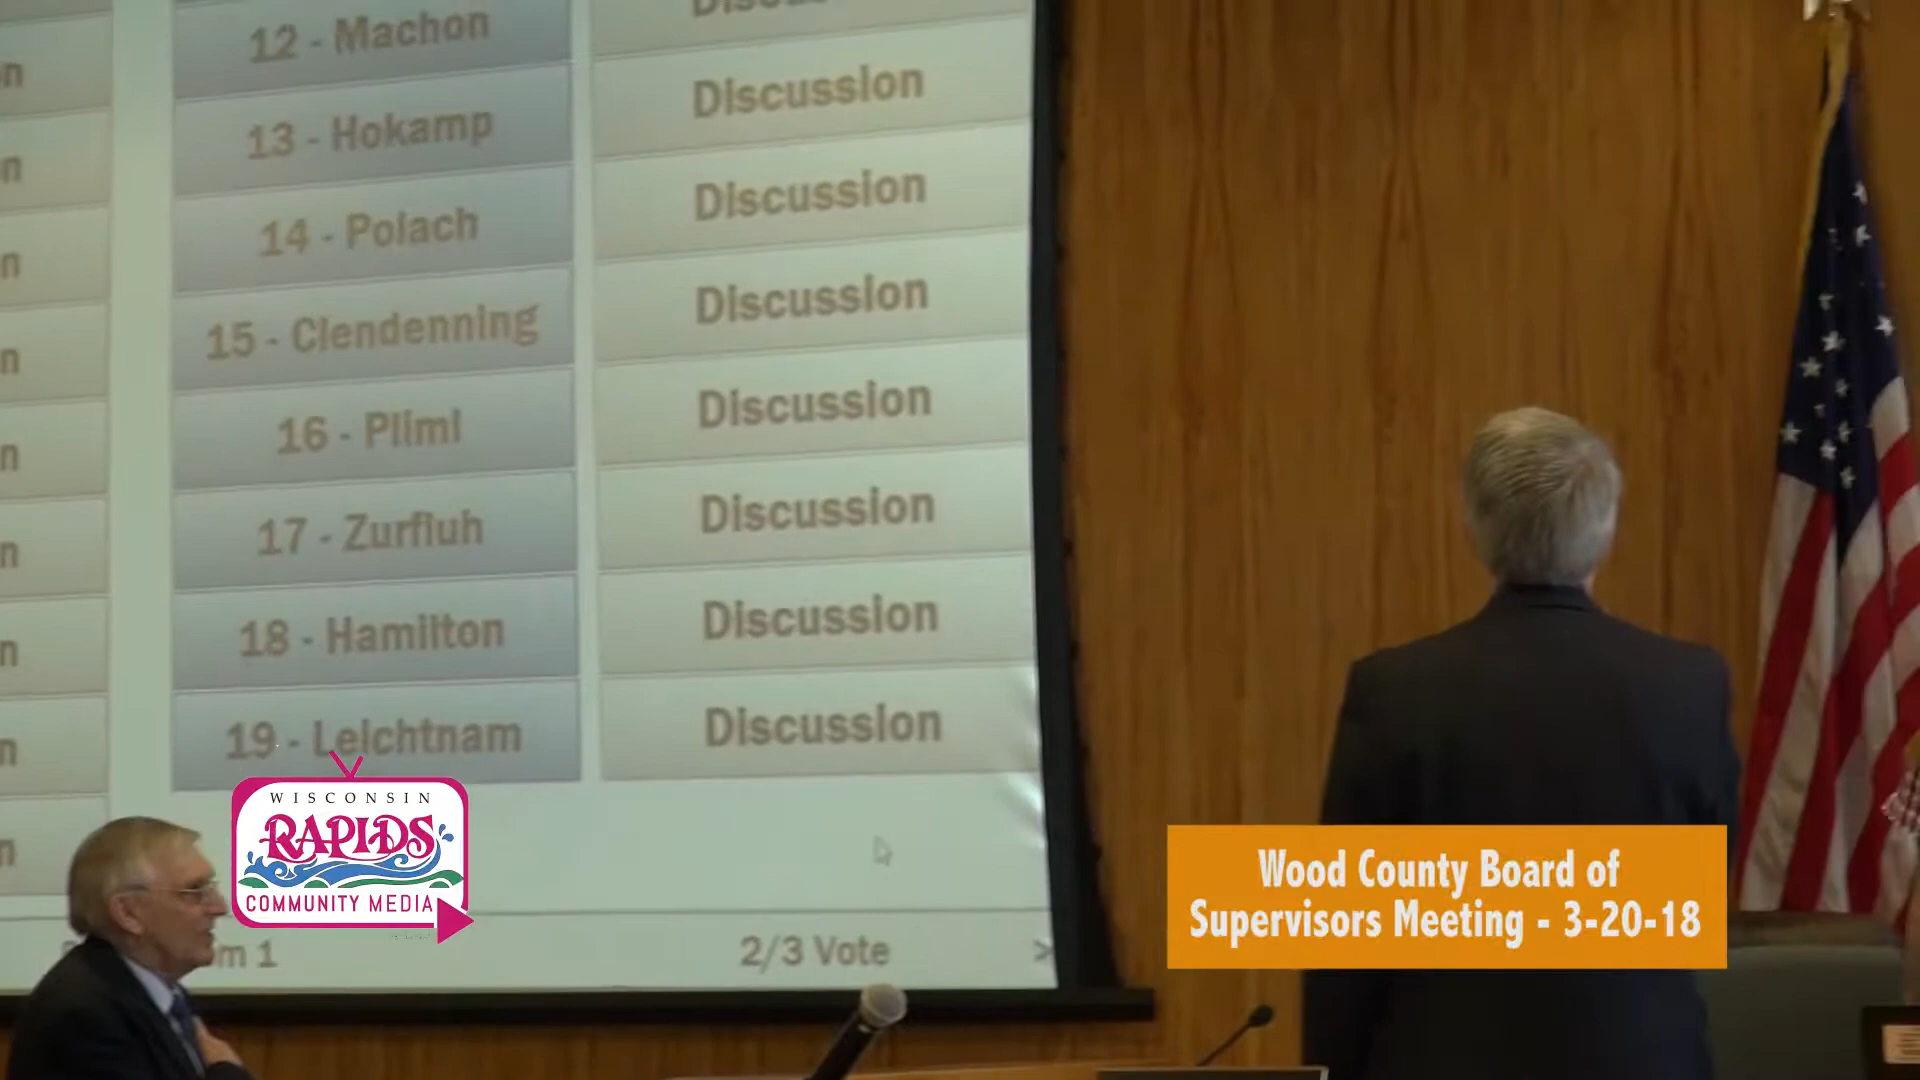 12 - Machon
13 - Hokamp Discussion
14 - Polach Discussion
15 - Clendenning Discussion
16 - Pliml Discussion
17 - Zurfluh Discussion
18 - Hamilton Discussion
19 - Leichtnam Discussion
2/3 Vote >
WISCONSIN
RAPIDS
COMMUNITY MEDIA
Wood County Board of
Supervisors Meeting - 3-20-18